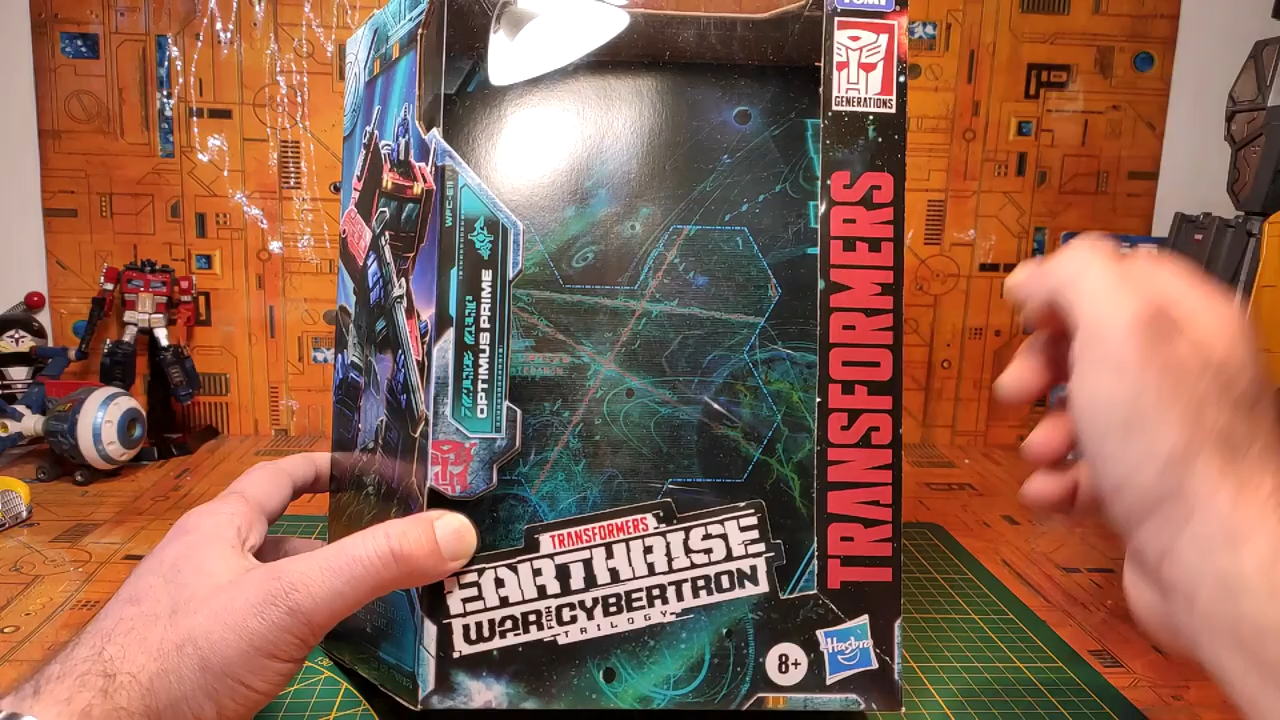 TOMY
GENERATIONS
TRANSFORMERS
WFC-E11
OPTIMUS PRIME
TRANSFORMERS
EARTHRISE
WAR FOR CYBERTRON
TRILOGY
8+
Hasbro